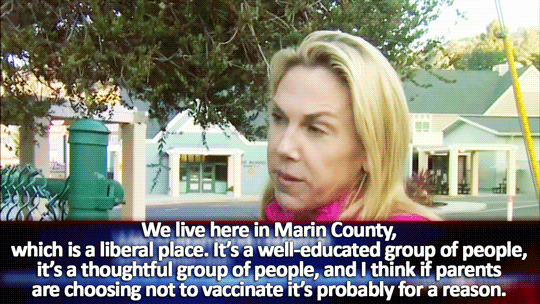 We live here in Marin County,
which is a liberal place. It's a well-educated group of people,
it's a thoughtful group of people, and I think if parents
are choosing not to vaccinate it's probably for a reason.